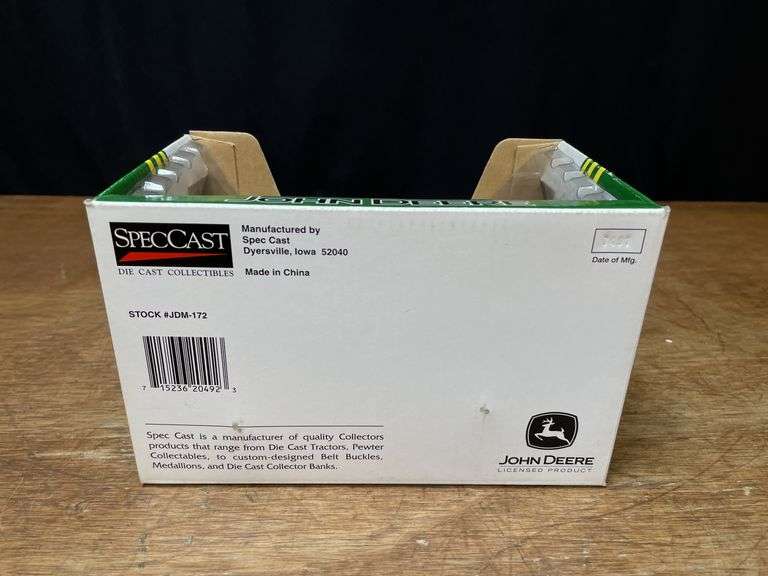 SPECCAST
DIE CAST COLLECTIBLES
Manufactured by
Spec Cast
Dyersville, Iowa 52040
Made in China
Date of Mfg.
STOCK #JDM-172
7 15236 20492 3
Spec Cast is a manufacturer of quality Collectors
products that range from Die Cast Tractors, Pewter
Collectables, to custom-designed Belt Buckles,
Medallions, and Die Cast Collector Banks.
JOHN DEERE
LICENSED PRODUCT